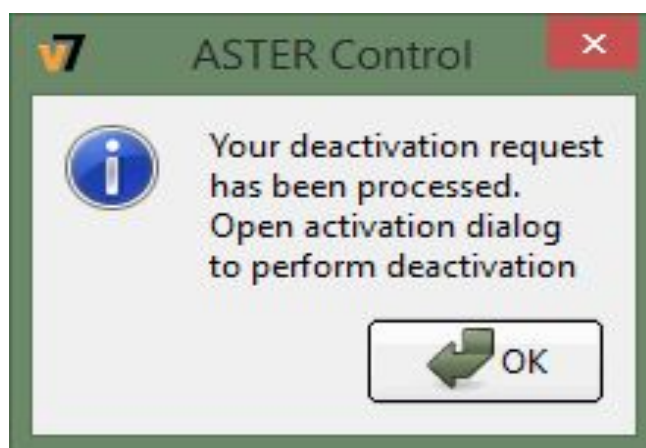 v7 ASTER Control
Your deactivation request
has been processed.
Open activation dialog
to perform deactivation
OK